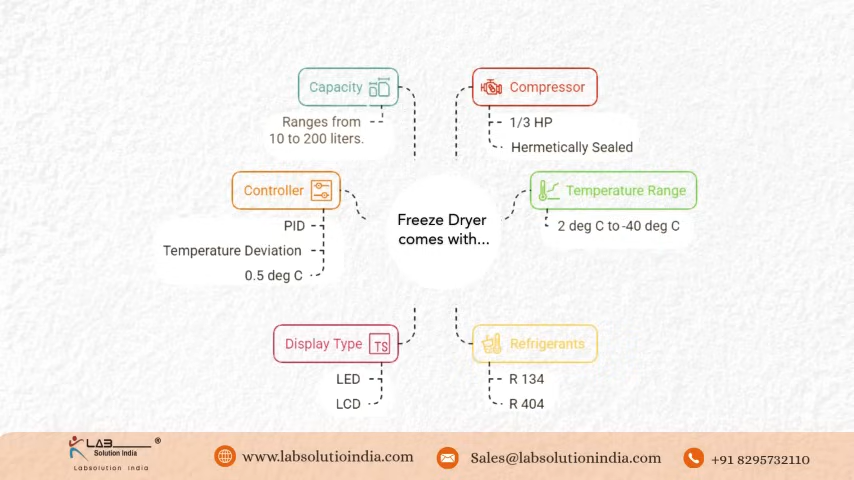 Capacity
Ranges from
10 to 200 liters.
Compressor
1/3 HP
Hermetically Sealed
Controller
PID
Temperature Deviation
0.5 deg C
Freeze Dryer
comes with...
Temperature Range
2 deg C to -40 deg C
Display Type
TS
LED
LCD
Refrigerants
R 134
R 404
LAB ®
Solution India
Labsolution India
www.labsolutioindia.com
Sales@labsolutionindia.com
+91 8295732110